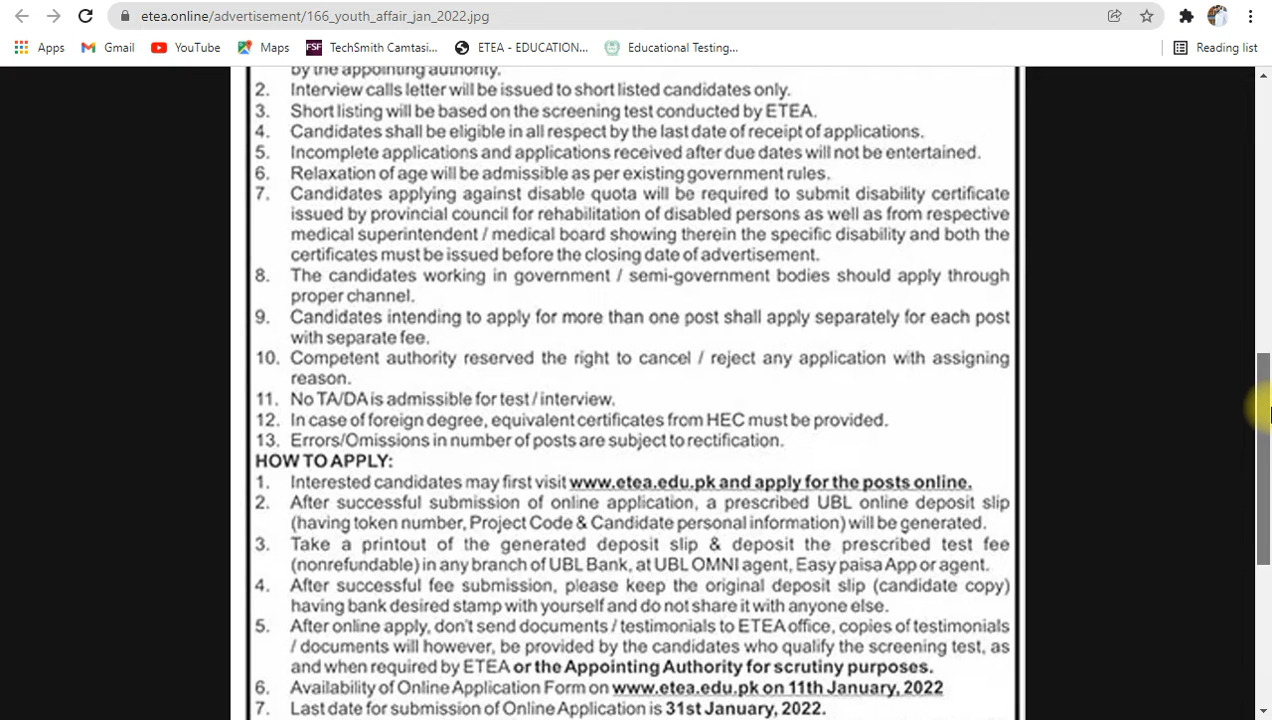 etea.online/advertisement/166_youth_affair_jan_2022.jpg
Apps Gmail YouTube Maps FSF TechSmith Camtasi... ETEA - EDUCATION... Educational Testing... Reading list
by the appointing authority.
2. Interview calls letter will be issued to short listed candidates only.
3. Short listing will be based on the screening test conducted by ETEA.
4. Candidates shall be eligible in all respect by the last date of receipt of applications.
5. Incomplete applications and applications received after due dates will not be entertained.
6. Relaxation of age will be admissible as per existing government rules.
7. Candidates applying against disable quota will be required to submit disability certificate
issued by provincial council for rehabilitation of disabled persons as well as from respective
medical superintendent / medical board showing therein the specific disability and both the
certificates must be issued before the closing date of advertisement.
8. The candidates working in government / semi-government bodies should apply through
proper channel.
9. Candidates intending to apply for more than one post shall apply separately for each post
with separate fee.
10. Competent authority reserved the right to cancel / reject any application with assigning
reason.
11. No TA/DA is admissible for test / interview.
12. In case of foreign degree, equivalent certificates from HEC must be provided.
13. Errors/Omissions in number of posts are subject to rectification.
HOW TO APPLY:
1. Interested candidates may first visit www.etea.edu.pk and apply for the posts online.
2. After successful submission of online application, a prescribed UBL online deposit slip
(having token number, Project Code & Candidate personal information) will be generated.
3. Take a printout of the generated deposit slip & deposit the prescribed test fee
(nonrefundable) in any branch of UBL Bank, at UBL OMNI agent, Easy paisa App or agent.
4. After successful fee submission, please keep the original deposit slip (candidate copy)
having bank desired stamp with yourself and do not share it with anyone else.
5. After online apply, don't send documents / testimonials to ETEA office, copies of testimonials
/ documents will however, be provided by the candidates who qualify the screening test, as
and when required by ETEA or the Appointing Authority for scrutiny purposes.
6. Availability of Online Application Form on www.etea.edu.pk on 11th January, 2022
7. Last date for submission of Online Application is 31st January, 2022.